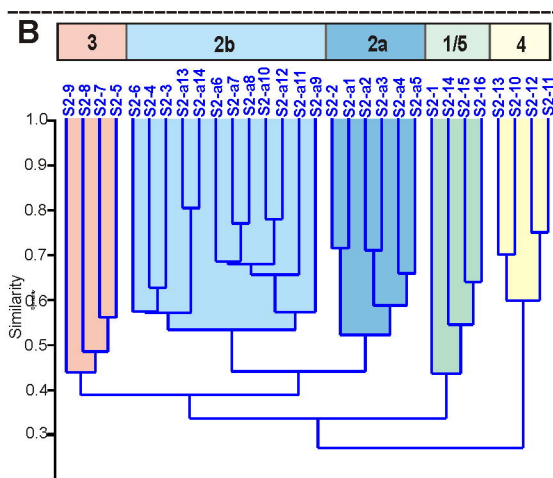 B
3 2b 2a 1/5 4
S2-9
S2-8
S2-7
S2-5
S2-6
S2-4
S2-3
S2-a13
S2-a14
S2-a6
S2-a7
S2-a8
S2-a10
S2-a12
S2-a11
S2-a9
S2-2
S2-a1
S2-a2
S2-a3
S2-a4
S2-a5
S2-1
S2-14
S2-15
S2-16
S2-13
S2-10
S2-12
S2-11
1.0
0.9
0.8
0.7
0.6
0.5
0.4
0.3
Similarity